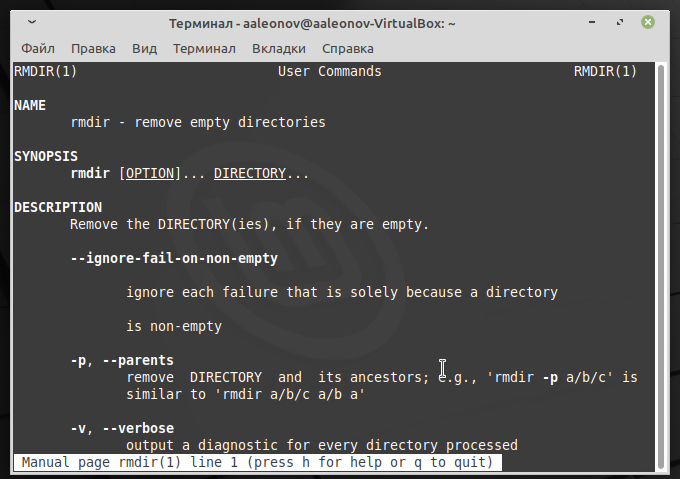 Терминал - aaleonov@aaleonov-VirtualBox: ~
Файл Правка Вид Терминал Вкладки Справка
RMDIR(1) User Commands RMDIR(1)
NAME
rmdir - remove empty directories
SYNOPSIS
rmdir [OPTION]... DIRECTORY...
DESCRIPTION
Remove the DIRECTORY(ies), if they are empty.
--ignore-fail-on-non-empty
ignore each failure that is solely because a directory
is non-empty
-p, --parents
remove DIRECTORY and its ancestors; e.g., 'rmdir -p a/b/c' is
similar to 'rmdir a/b/c a/b a'
-v, --verbose
output a diagnostic for every directory processed
Manual page rmdir(1) line 1 (press h for help or q to quit)